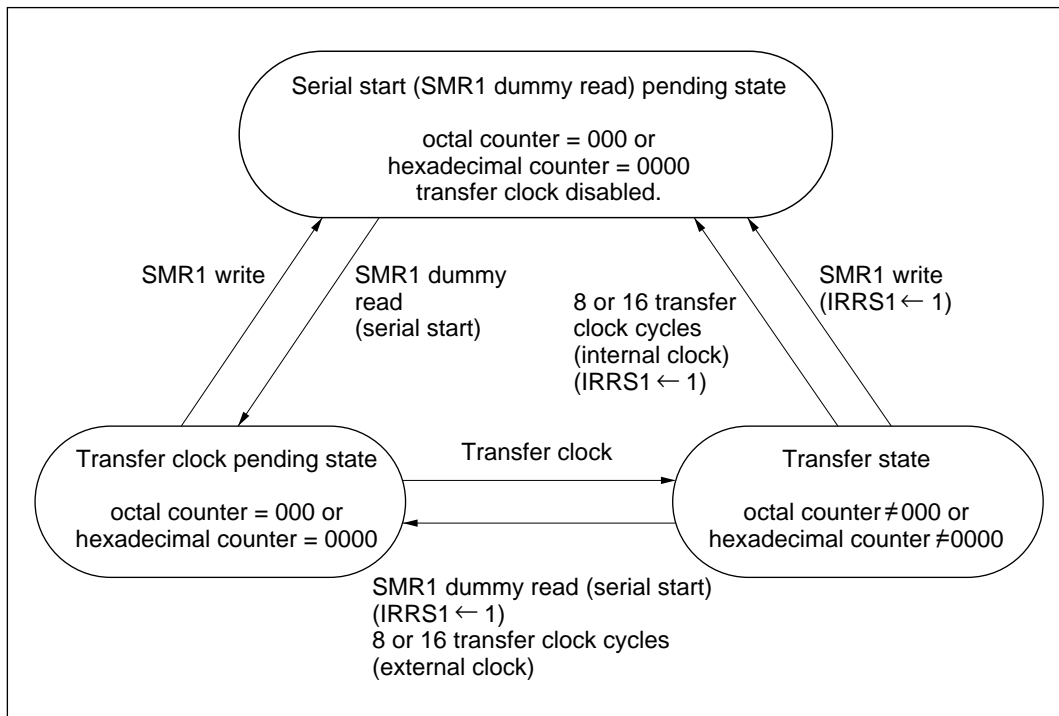 Serial start (SMR1 dummy read) pending state
octal counter = 000 or
hexadecimal counter = 0000
transfer clock disabled.
SMR1 write
SMR1 dummy
read
(serial start)
8 or 16 transfer
clock cycles
(internal clock)
(IRRS1 ← 1)
SMR1 write
(IRRS1 ← 1)
Transfer clock pending state
octal counter = 000 or
hexadecimal counter = 0000
Transfer clock
Transfer state
octal counter ≠ 000 or
hexadecimal counter ≠ 0000
SMR1 dummy read (serial start)
(IRRS1 ← 1)
8 or 16 transfer clock cycles
(external clock)